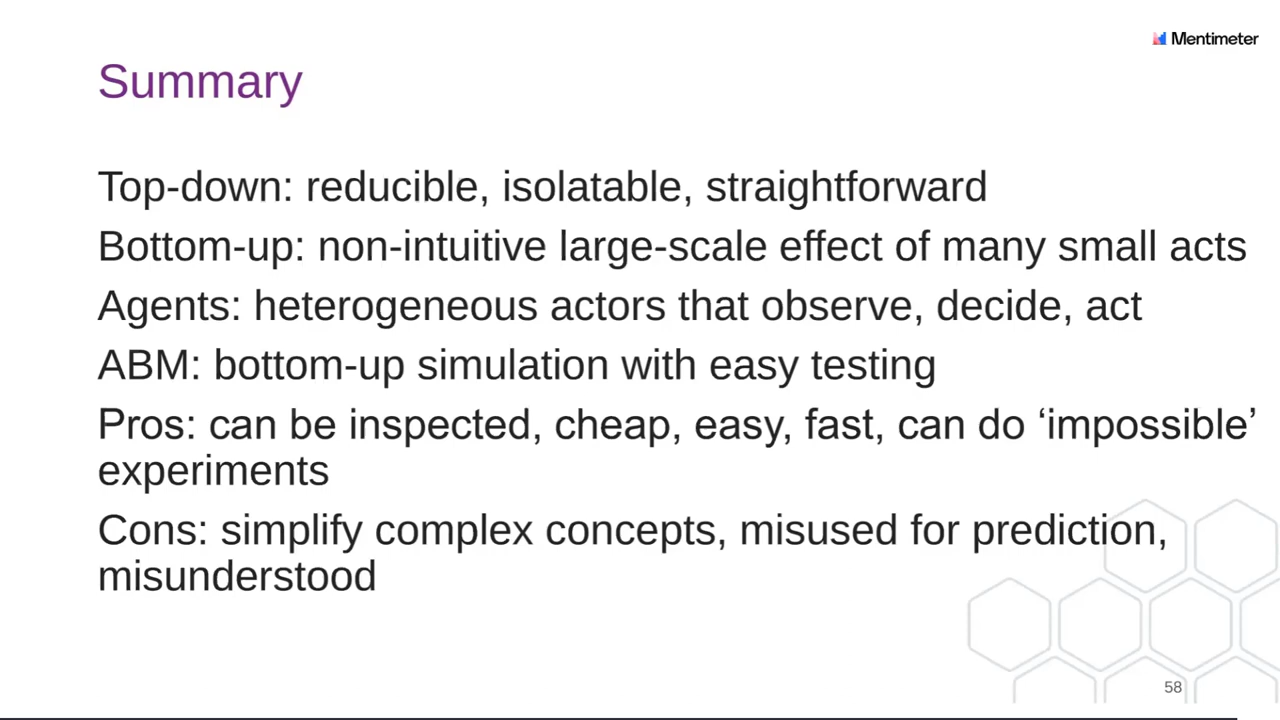 Mentimeter
Summary
Top-down: reducible, isolatable, straightforward
Bottom-up: non-intuitive large-scale effect of many small acts
Agents: heterogeneous actors that observe, decide, act
ABM: bottom-up simulation with easy testing
Pros: can be inspected, cheap, easy, fast, can do ‘impossible’
experiments
Cons: simplify complex concepts, misused for prediction,
misunderstood
58